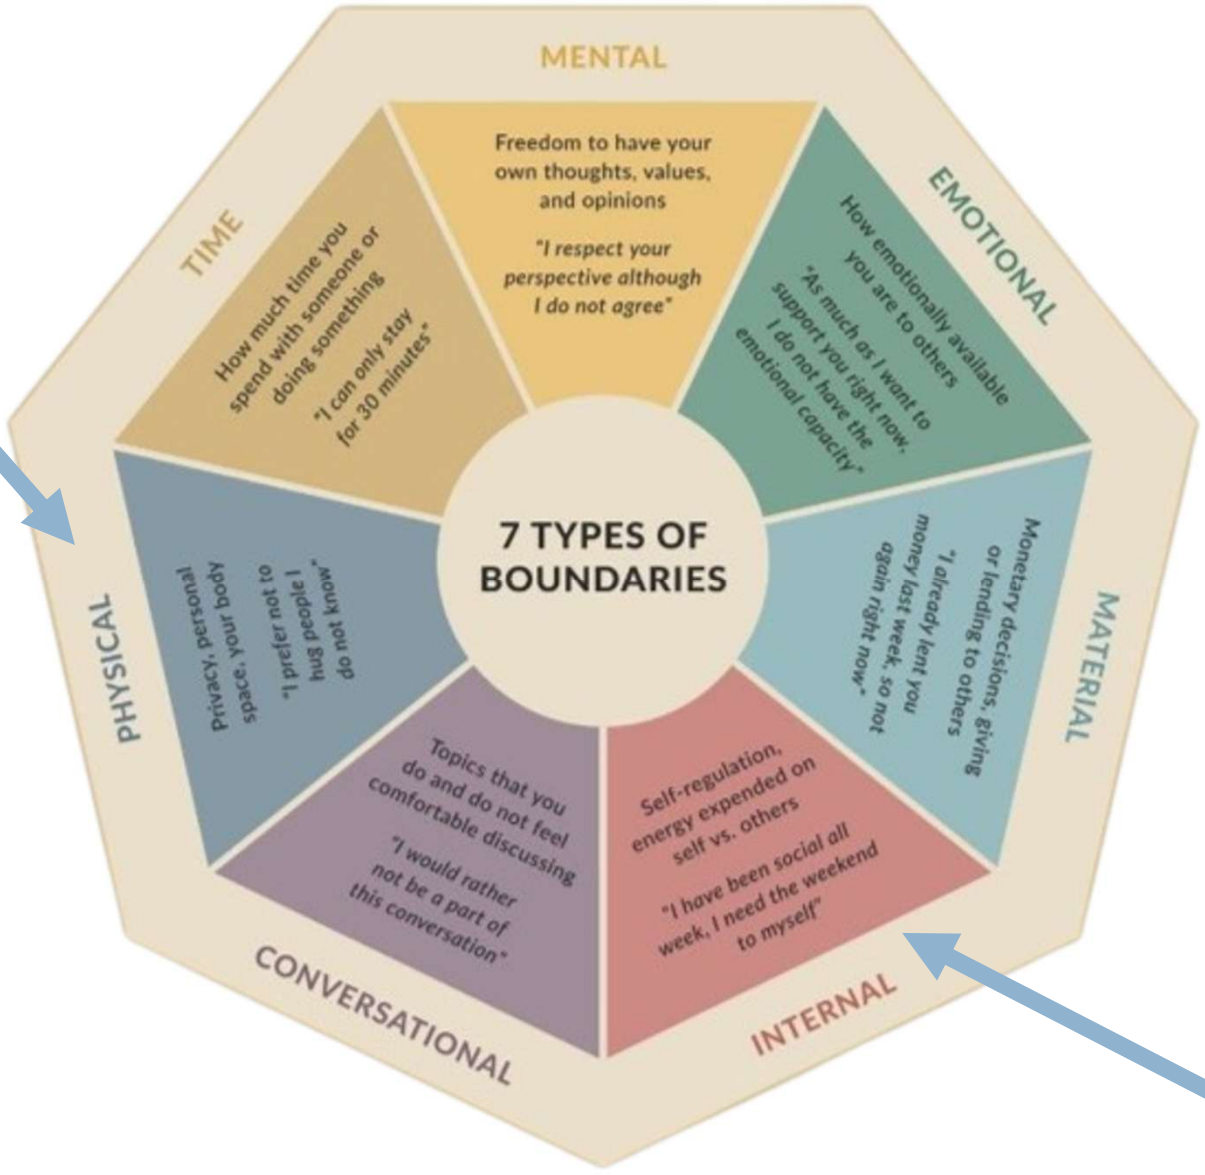 MENTAL
Freedom to have your
own thoughts, values,
and opinions
"I respect your
perspective although
I do not agree"
EMOTIONAL
How emotionally available
you are to others
"As much as I want to
support you right now,
I do not have the
emotional capacity"
MATERIAL
Monetary decisions, giving
or lending to others
"I already lent you
money last week, so not
again right now"
INTERNAL
Self-regulation,
energy expended on
self vs. others
"I have been social all
week, I need the weekend
to myself"
CONVERSATIONAL
Topics that you
do and do not feel
comfortable discussing
"I would rather
not be a part of
this conversation"
PHYSICAL
Privacy, personal
space, your body
"I prefer not to
hug people I
do not know"
TIME
How much time you
spend with someone or
doing something
"I can only stay
for 30 minutes"
7 TYPES OF
BOUNDARIES